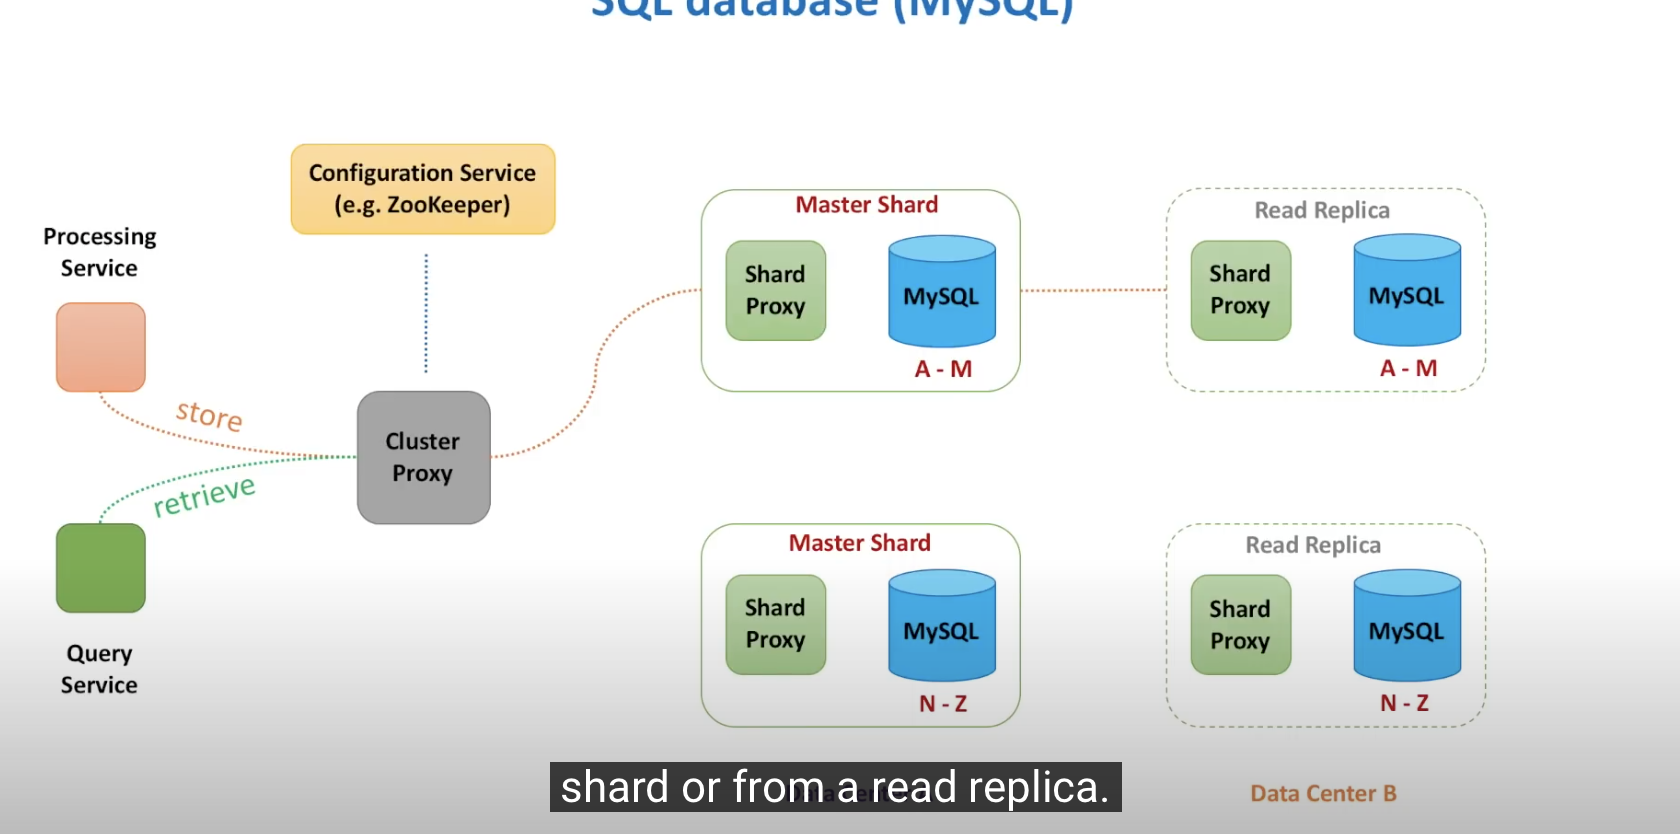 SQL database (MySQL)
Configuration Service
(e.g. ZooKeeper)
Processing
Service
store
retrieve
Query
Service
Cluster
Proxy
Master Shard
Shard
Proxy
MySQL
A - M
Read Replica
Shard
Proxy
MySQL
A - M
Master Shard
Shard
Proxy
MySQL
N - Z
Read Replica
Shard
Proxy
MySQL
N - Z
shard or from a read replica.
Data Center B